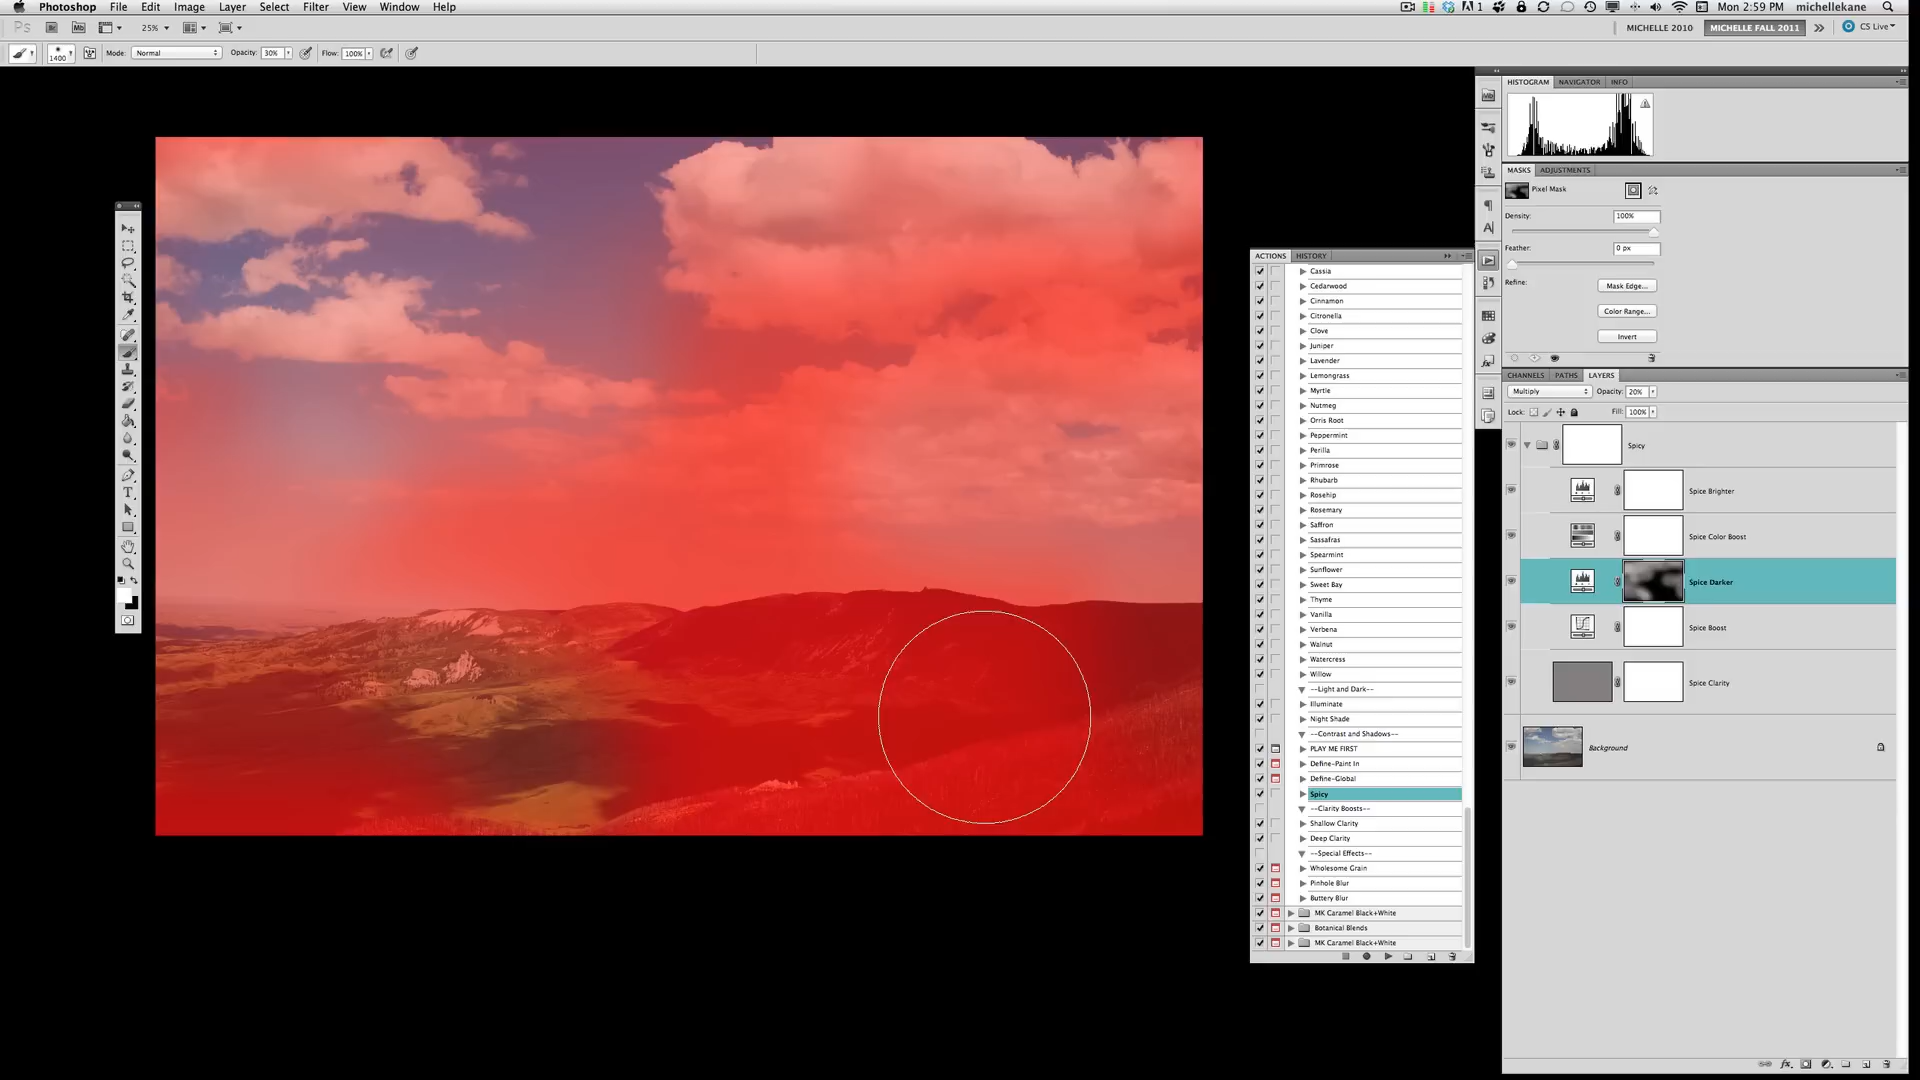 Photoshop File Edit Image Layer Select Filter View Window Help
1 Mon 2:59 PM michellekane
Ps Mb 25% MICHELLE 2010 MICHELLE FALL 2011 CS Live
1400 Mode: Normal Opacity: 30% Flow: 100%
HISTOGRAM NAVIGATOR INFO
MASKS ADJUSTMENTS
Pixel Mask
Density: 100%
Feather: 0 px
Refine: Mask Edge...
Color Range...
Invert
CHANNELS PATHS LAYERS
Multiply Opacity: 20%
Lock: Fill: 100%
Spicy
Spice Brighter
Spice Color Boost
Spice Darker
Spice Boost
Spice Clarity
Background
ACTIONS HISTORY
Cassia
Cedarwood
Cinnamon
Citronella
Clove
Juniper
Lavender
Lemongrass
Myrtle
Nutmeg
Orris Root
Peppermint
Perilla
Primrose
Rhubarb
Rosehip
Rosemary
Saffron
Sassafras
Spearmint
Sunflower
Sweet Bay
Thyme
Vanilla
Verbena
Walnut
Watercress
Willow
--Light and Dark--
Illuminate
Night Shade
--Contrast and Shadows--
PLAY ME FIRST
Define-Paint In
Define-Global
Spicy
--Clarity Boosts--
Shallow Clarity
Deep Clarity
--Special Effects--
Wholesome Grain
Pinhole Blur
Buttery Blur
MK Caramel Black+White
Botanical Blends
MK Caramel Black+White